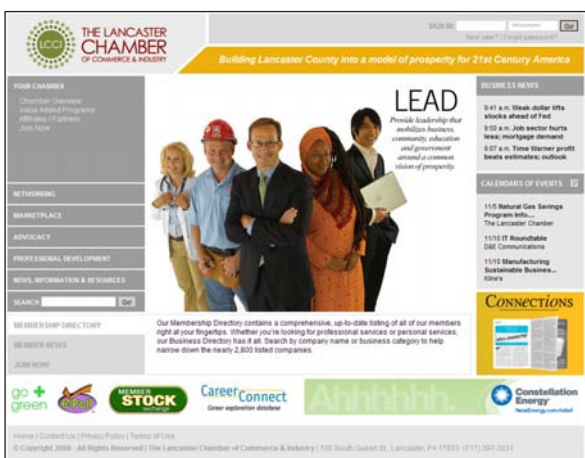 LCCI
THE LANCASTER
CHAMBER
OF COMMERCE & INDUSTRY
SIGN IN:
Go!
New user? | Forgot password?
Building Lancaster County into a model of prosperity for 21st Century America
YOUR CHAMBER
Chamber Overview
Value Added Programs
Affiliates / Partners
Join Now
NETWORKING
MARKETPLACE
ADVOCACY
PROFESSIONAL DEVELOPMENT
NEWS, INFORMATION & RESOURCES
SEARCH
Go!
MEMBERSHIP DIRECTORY
MEMBER NEWS
JOIN NOW
LEAD
Provide leadership that
mobilizes business,
community, education
and government
around a common
vision of prosperity.
Our Membership Directory contains a comprehensive, up-to-date listing of all of our members
right at your fingertips. Whether you're looking for professional services or personal services,
our Business Directory has it all. Search by company name or business category to help
narrow down the nearly 2,800 listed companies.
BUSINESS NEWS
9:41 a.m. Weak dollar lifts
stocks ahead of Fed
9:50 a.m. Job sector hurts
less; mortgage demand
9:07 a.m. Time Warner profit
beats estimates; outlook
CALENDARS OF EVENTS
11/5 Natural Gas Savings
Program Info...
The Lancaster Chamber
11/10 IT Roundtable
D&E Communications
11/10 Manufacturing
Sustainable Busines...
Kline's
CONNECTIONS
go +
green
e-Poll
MEMBER
STOCK
exchange
Career
Connect
Career exploration database
Ahhhhhh
Constellation
Energy
NewEnergy.com/relief
Home | Contact Us | Privacy Policy | Terms of Use
© Copyright 2008 - All Rights Reserved | The Lancaster Chamber of Commerce & Industry | 100 South Queen St, Lancaster, PA 17603 (717) 397-3531